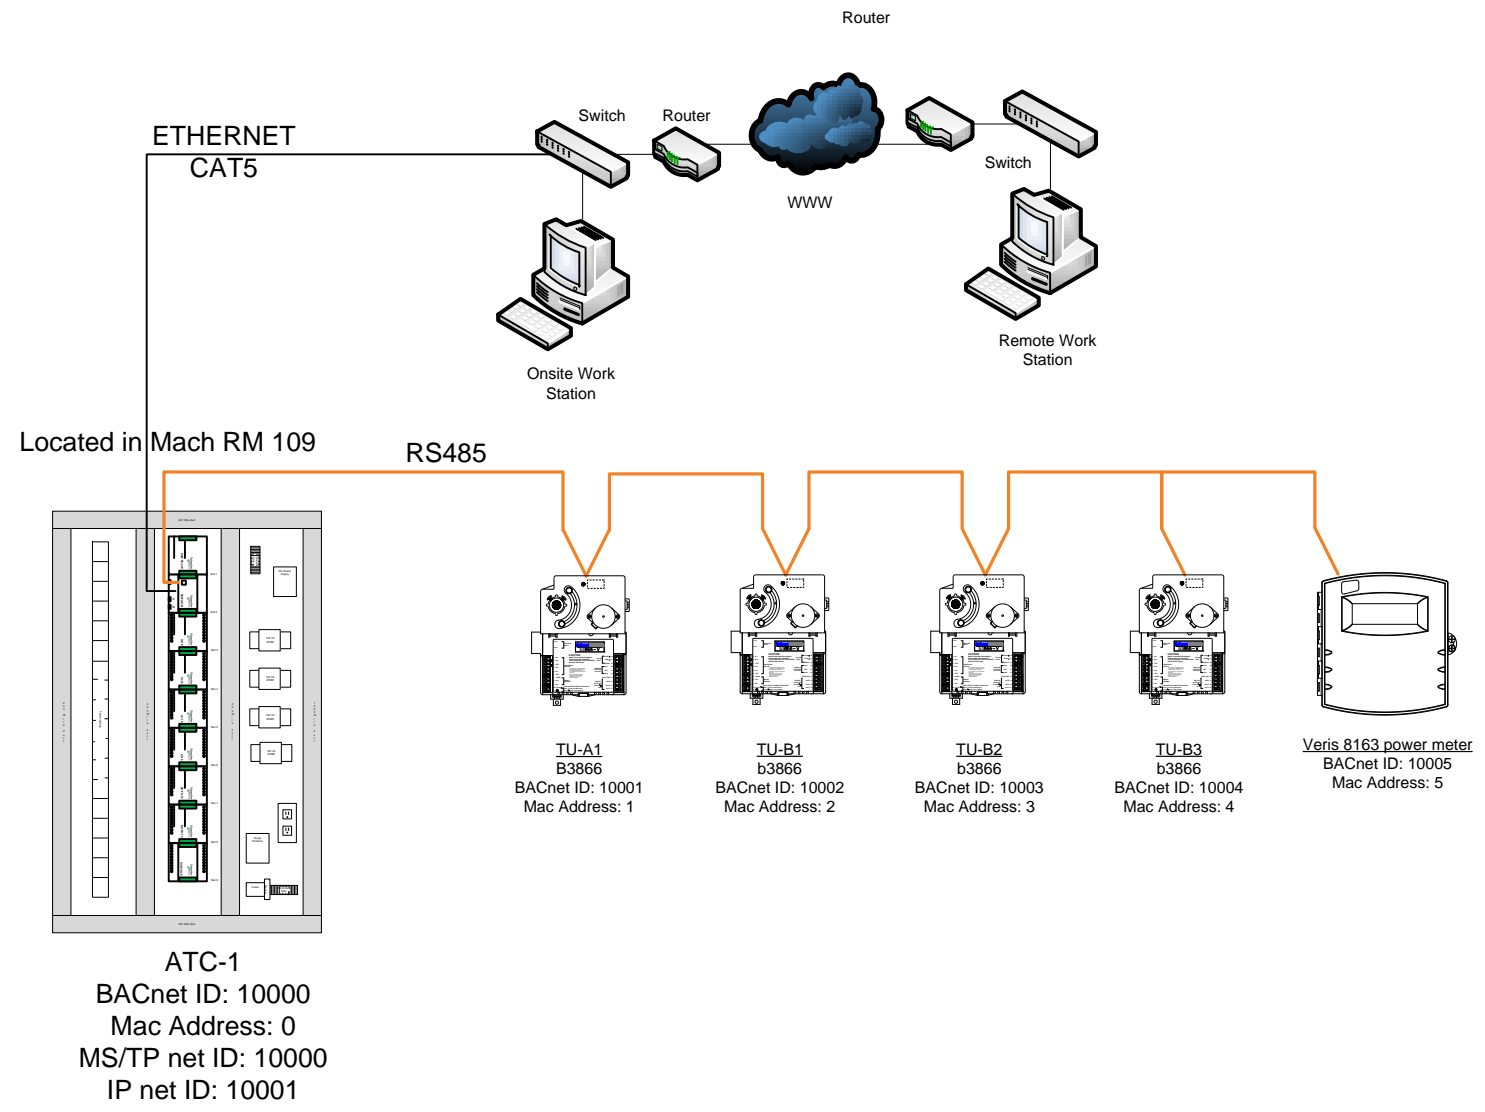 Router
Switch
Router
ETHERNET
CAT5
Switch
WWW
Remote Work
Station
Onsite Work
Station
Located in Mach RM 109
RS485
TU-A1
B3866
BACnet ID: 10001
Mac Address: 1
TU-B1
b3866
BACnet ID: 10002
Mac Address: 2
TU-B2
b3866
BACnet ID: 10003
Mac Address: 3
TU-B3
b3866
BACnet ID: 10004
Mac Address: 4
Veris 8163 power meter
BACnet ID: 10005
Mac Address: 5
ATC-1
BACnet ID: 10000
Mac Address: 0
MS/TP net ID: 10000
IP net ID: 10001